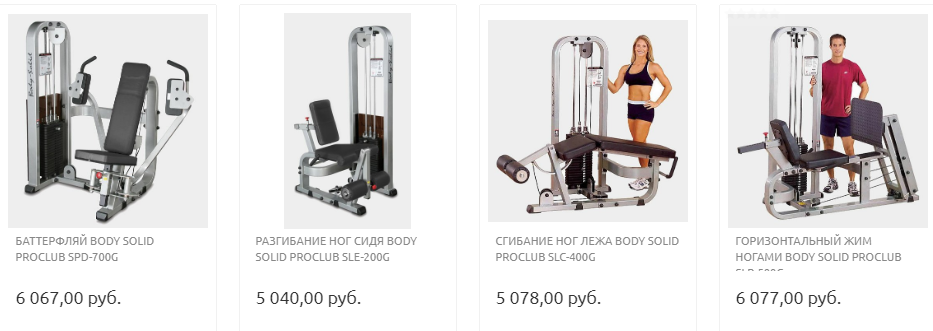 БАТТЕРФЛЯЙ BODY SOLID
PROCLUB SPD-700G
6 067,00 руб.
РАЗГИБАНИЕ НОГ СИДЯ BODY
SOLID PROCLUB SLE-200G
5 040,00 руб.
СГИБАНИЕ НОГ ЛЕЖА BODY SOLID
PROCLUB SLC-400G
5 078,00 руб.
ГОРИЗОНТАЛЬНЫЙ ЖИМ
НОГАМИ BODY SOLID PROCLUB
6 077,00 руб.